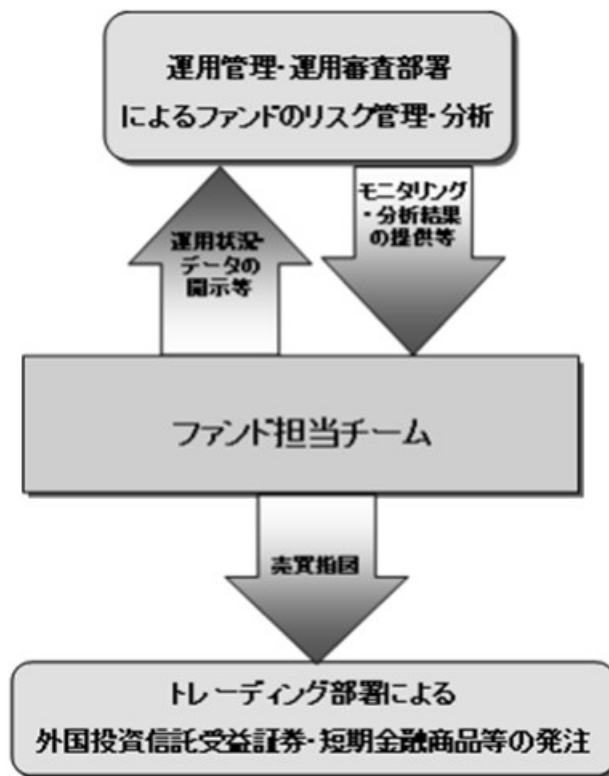 運用管理・運用審査部署
によるファンドのリスク管理・分析
運用状況・
データの
開示等
モニタリング
・分析結果
の提供等
ファンド担当チーム
売買指図
トレーディング部署による
外国投資信託受益証券・短期金融商品等の発注